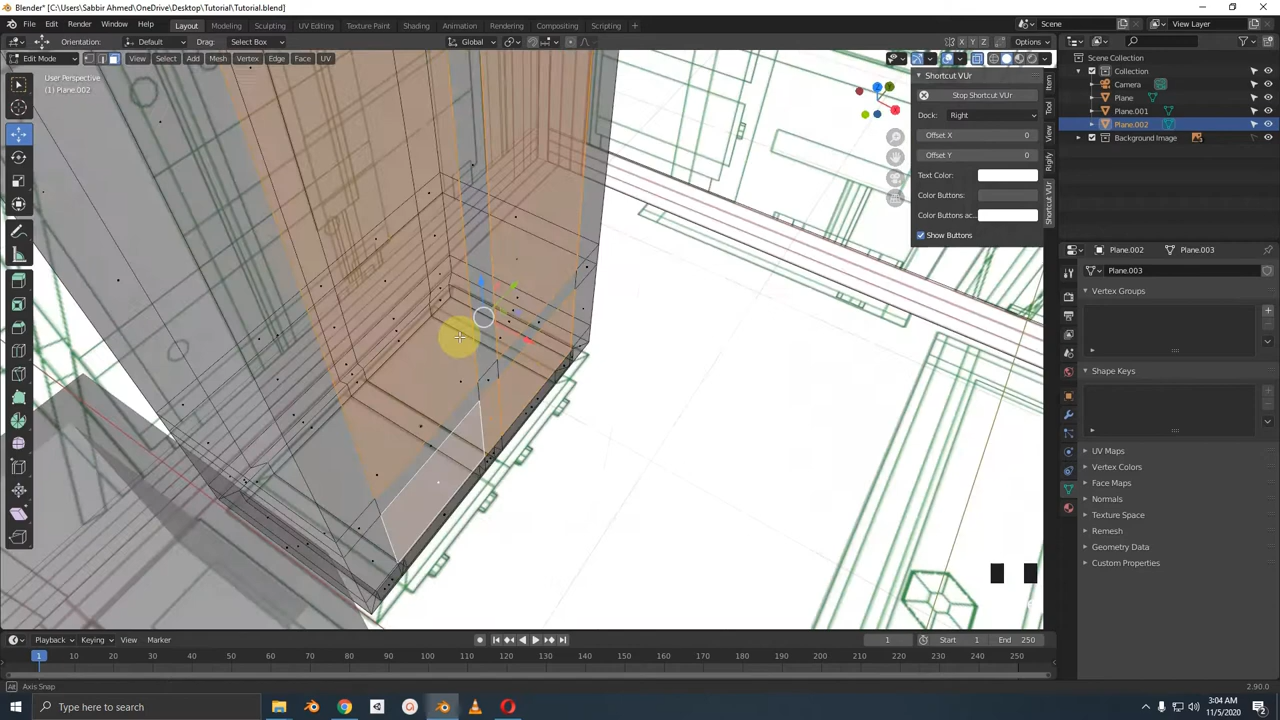 Blender* [C:\Users\Sabbir Ahmed\OneDrive\Desktop\Tutorial\Tutorial.blend]
File Edit Render Window Help Layout Modeling Sculpting UV Editing Texture Paint Shading Animation Rendering Compositing Scripting + Scene View Layer
Orientation: Default Drag: Select Box Global X Y Z Options
Edit Mode View Select Add Mesh Vertex Edge Face UV
User Perspective
(1) Plane.002
Scene Collection
Collection
Camera
Plane
Plane.001
Plane.002
Background Image
Shortcut VUr
Stop Shortcut VUr
Dock: Right
Offset X 0
Offset Y 0
Text Color:
Color Buttons:
Color Buttons ac...
Show Buttons
Item
Tool
View
Rigify
Shortcut VUr
Plane.002 Plane.003
Plane.003
Vertex Groups
Shape Keys
UV Maps
Vertex Colors
Face Maps
Normals
Texture Space
Remesh
Geometry Data
Custom Properties
Playback Keying View Marker 1 Start 1 End 250
1 10 20 30 40 50 60 70 80 90 100 110 120 130 140 150 160 170 180 190 200 210 220 230 240 250
Axis Snap 2.90.0
Type here to search
3:04 AM
11/5/2020